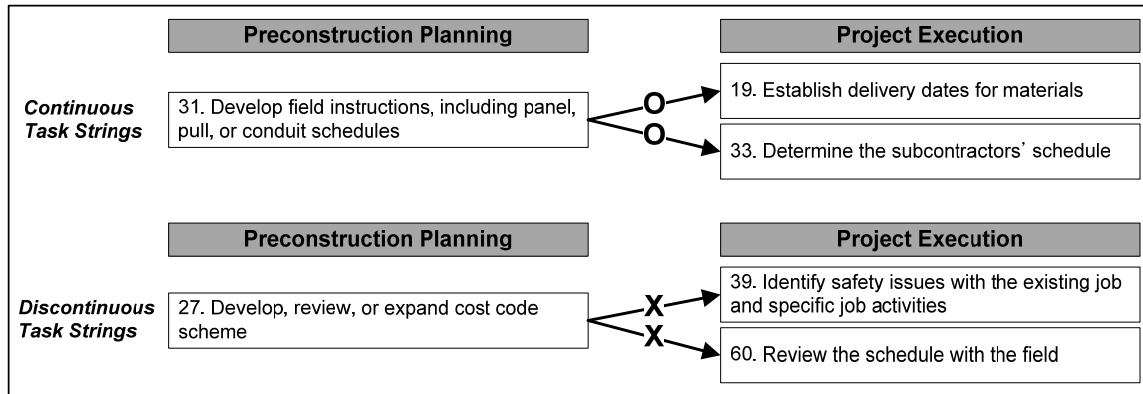 Preconstruction Planning
Project Execution
Continuous
Task Strings
31. Develop field instructions, including panel,
pull, or conduit schedules
O
O
19. Establish delivery dates for materials
33. Determine the subcontractors’ schedule
Preconstruction Planning
Project Execution
Discontinuous
Task Strings
27. Develop, review, or expand cost code
scheme
X
X
39. Identify safety issues with the existing job
and specific job activities
60. Review the schedule with the field